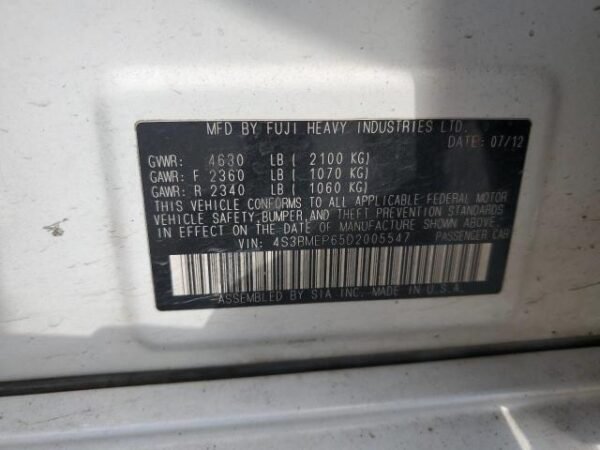 MFD BY FUJI HEAVY INDUSTRIES LTD.
DATE: 07/12
GVWR: 4630 LB ( 2100 KG)
GAWR: F 2360 LB ( 1070 KG)
GAWR: R 2340 LB ( 1060 KG)
THIS VEHICLE CONFORMS TO ALL APPLICABLE FEDERAL MOTOR
VEHICLE SAFETY, BUMPER, AND THEFT PREVENTION STANDARDS
IN EFFECT ON THE DATE OF MANUFACTURE SHOWN ABOVE.
VIN: 4S3BMEP65D2005547 PASSENGER CAR
ASSEMBLED BY SIA INC. MADE IN U.S.A.